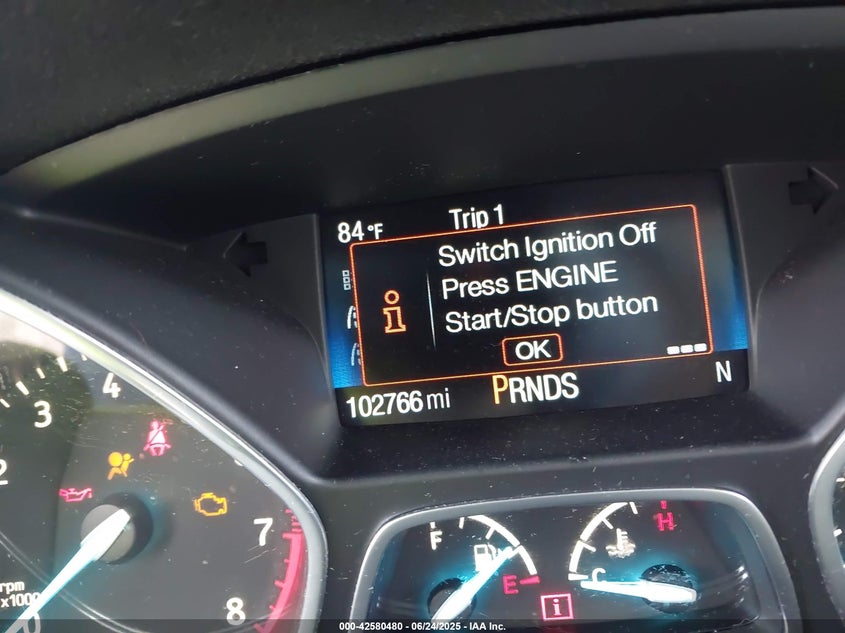 84°F Trip 1
Switch Ignition Off
Press ENGINE
Start/Stop button
OK
102766 mi PRNDS N
2
3
4
7
8
rpm
x1000
F
E
H
C
i
000-42580480 - 06/24/2025 - IAA Inc.